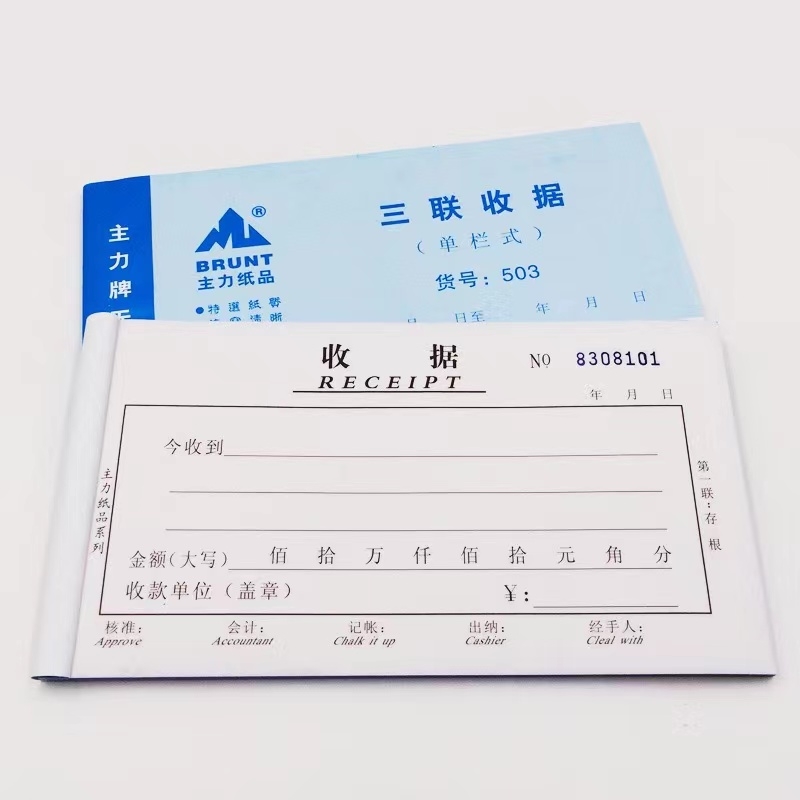 主力牌
®
BRUNT
主力纸品
●特選紙
三联收据
(单栏式)
货号：503
日至 年 月 日
收据
RECEIPT
NO 8308101
年 月 日
今收到
金额(大写) 佰 拾 万 仟 佰 拾 元 角 分
收款单位（盖章） ¥：
主力纸品系列
第一联：存根
核准： 会计： 记帐： 出纳： 经手人：
Approve Accountant Chalk it up Cashier Cleal with